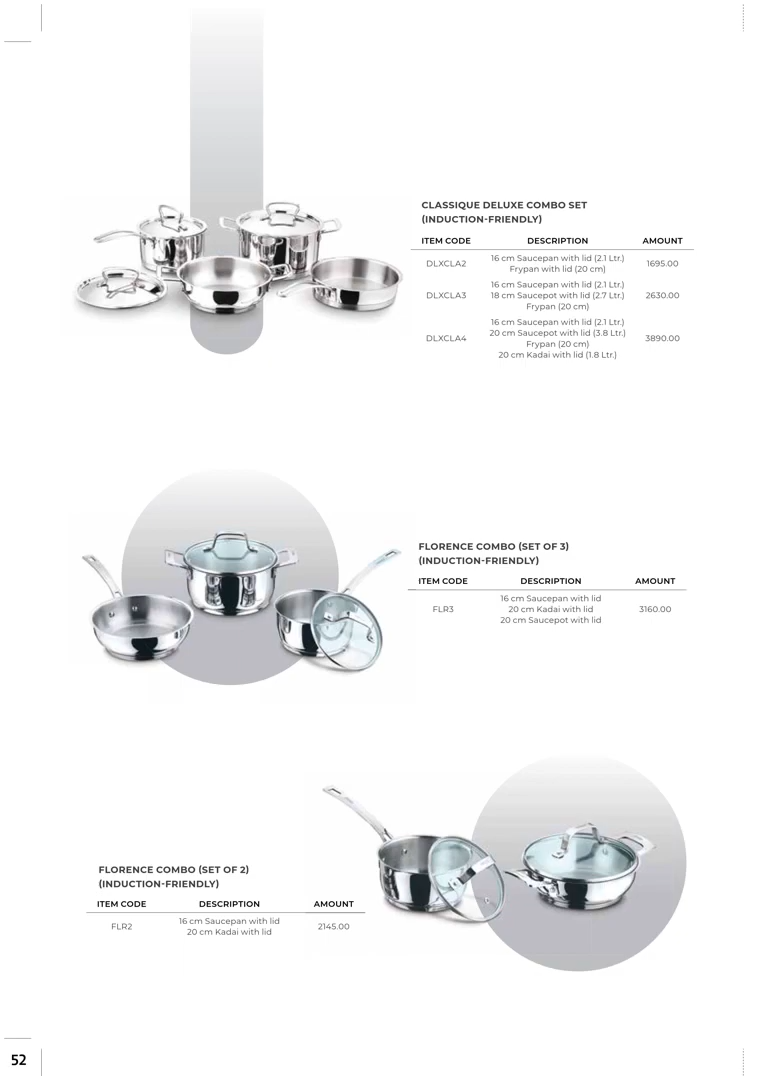 CLASSIQUE DELUXE COMBO SET
(INDUCTION-FRIENDLY)
ITEM CODE DESCRIPTION AMOUNT
16 cm Saucepan with lid (2.1 Ltr.)
DLXCLA2 1695.00
Frypan with lid (20 cm)
16 cm Saucepan with lid (2.1 Ltr.)
DLXCLA3 18 cm Saucepot with lid (2.7 Ltr.) 2630.00
Frypan (20 cm)
16 cm Saucepan with lid (2.1 Ltr.)
20 cm Saucepot with lid (3.8 Ltr.)
DLXCLA4 3890.00
Frypan (20 cm)
20 cm Kadai with lid (1.8 Ltr.)
FLORENCE COMBO (SET OF 3)
(INDUCTION-FRIENDLY)
ITEM CODE DESCRIPTION AMOUNT
16 cm Saucepan with lid
FLR3 20 cm Kadai with lid 3160.00
20 cm Saucepot with lid
FLORENCE COMBO (SET OF 2)
(INDUCTION-FRIENDLY)
ITEM CODE DESCRIPTION AMOUNT
16 cm Saucepan with lid
FLR2 2145.00
20 cm Kadai with lid
52